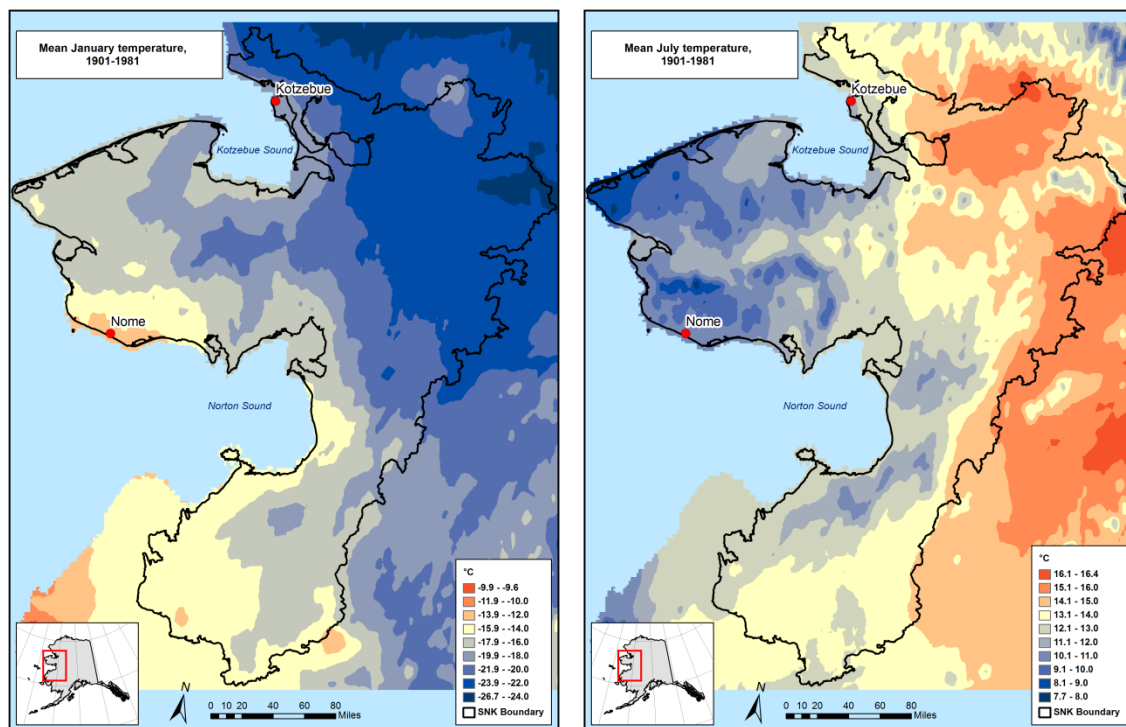 Mean January temperature,
1901-1981
Kotzebue
Kotzebue Sound
Nome
Norton Sound
°C
-9.9 - -9.6
-11.9 - -10.0
-13.9 - -12.0
-15.9 - -14.0
-17.9 - -16.0
-19.9 - -18.0
-21.9 - -20.0
-23.9 - -22.0
-26.7 - -24.0
SNK Boundary
N
0 10 20 40 60 80
Miles
Mean July temperature,
1901-1981
Kotzebue
Kotzebue Sound
Nome
Norton Sound
°C
16.1 - 16.4
15.1 - 16.0
14.1 - 15.0
13.1 - 14.0
12.1 - 13.0
11.1 - 12.0
10.1 - 11.0
9.1 - 10.0
8.1 - 9.0
7.7 - 8.0
SNK Boundary
N
0 10 20 40 60 80
Miles